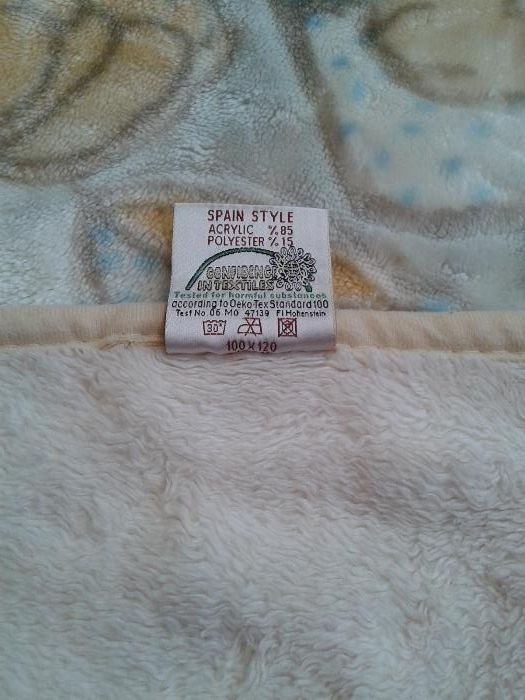 SPAIN STYLE
ACRYLIC %85
POLYESTER %15
CONFIDENCE
IN TEXTILES
Tested for harmful substances
according to Oeko Tex Standard 100
Test No. 06 M0 47139 FI Hohenstein
30°
100 X 120